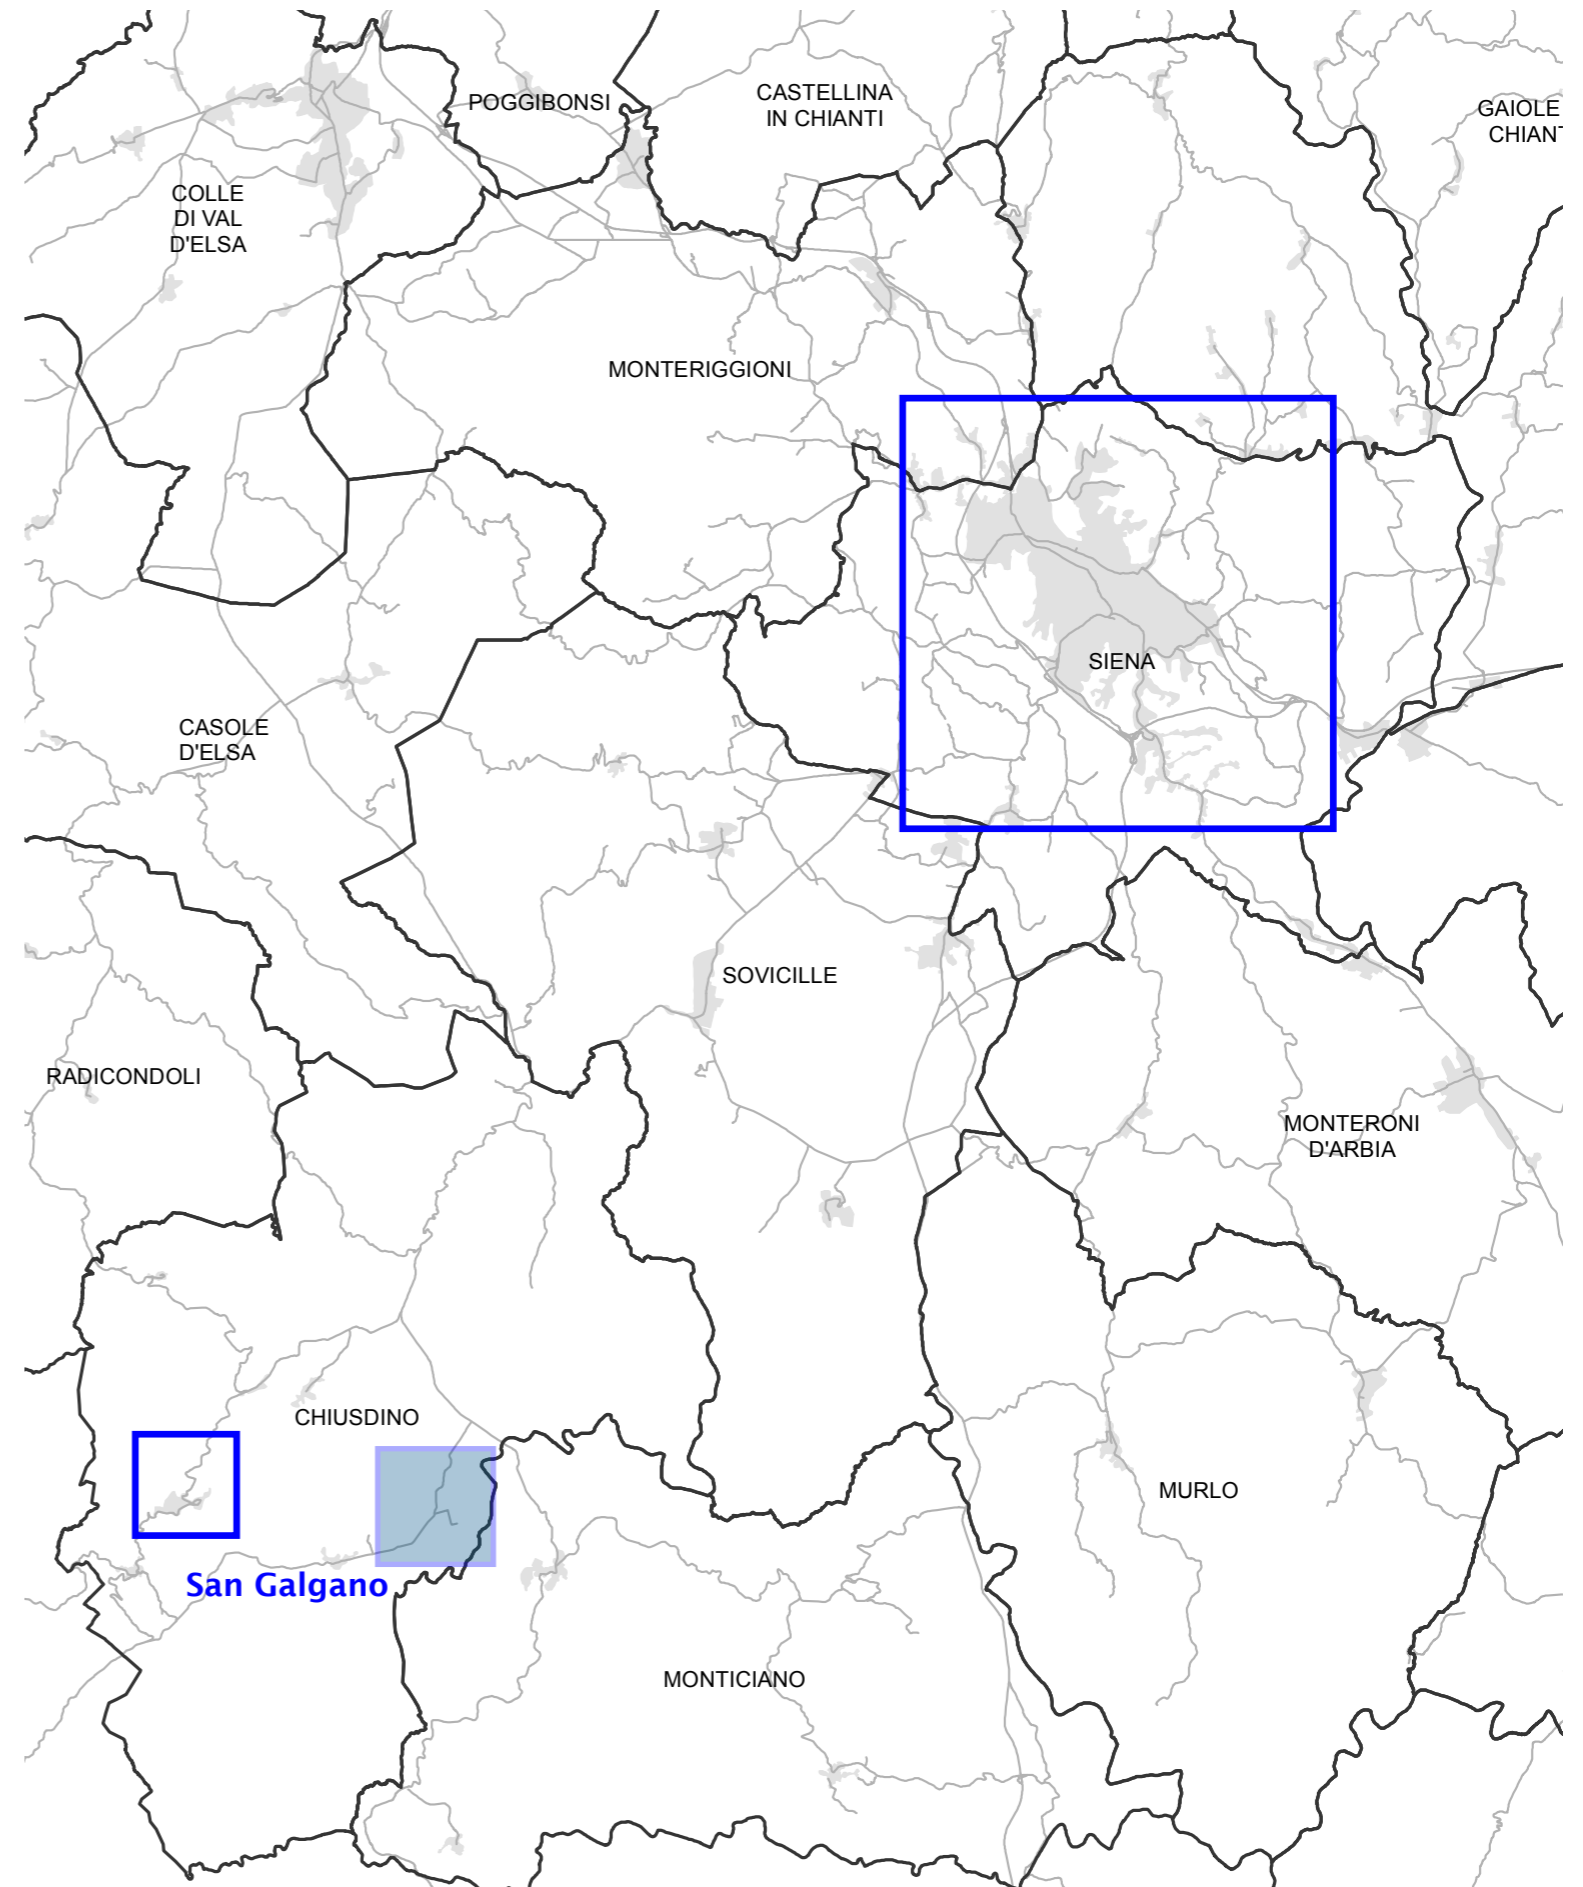 POGGIBONSI
CASTELLINA
IN CHIANTI
GAIOLE
CHIANT
COLLE
DI VAL
D'ELSA
MONTERIGGIONI
SIENA
CASOLE
D'ELSA
SOVICILLE
RADICONDOLI
MONTERONI
D'ARBIA
CHIUSDINO
MURLO
San Galgano
MONTICIANO